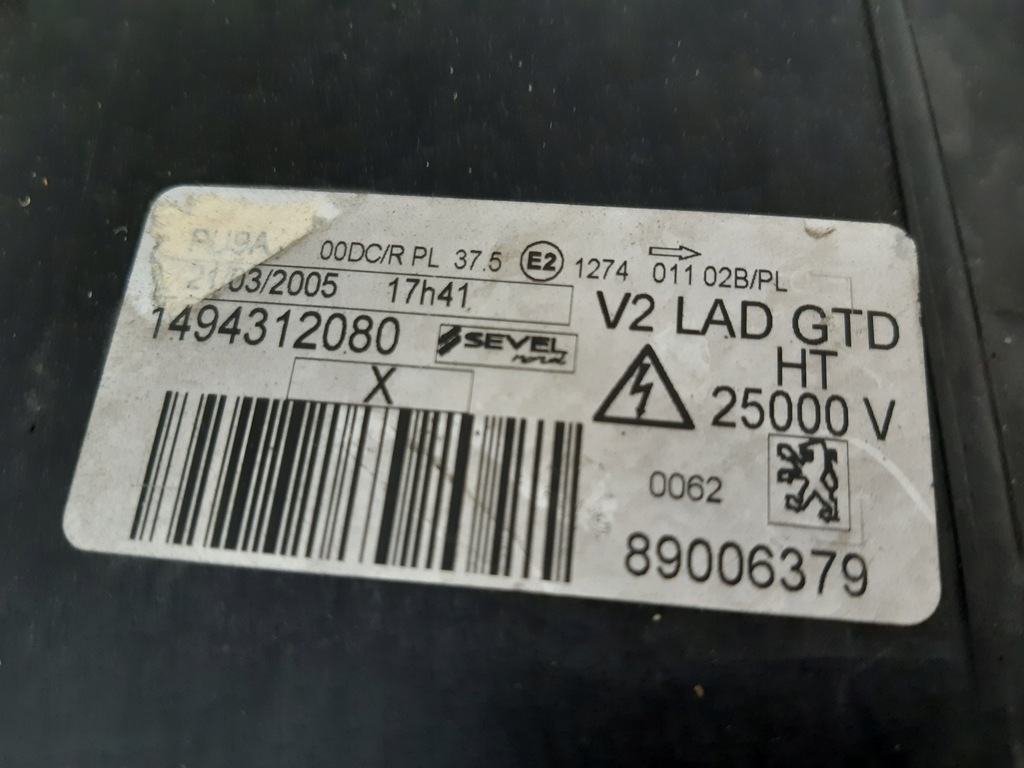 PU9A
00DC/R PL 37.5 E2 1274 011 02B/PL
21/03/2005 17h41
V2 LAD GTD
1494312080
SEVEL
HT
X
25000 V
0062
89006379